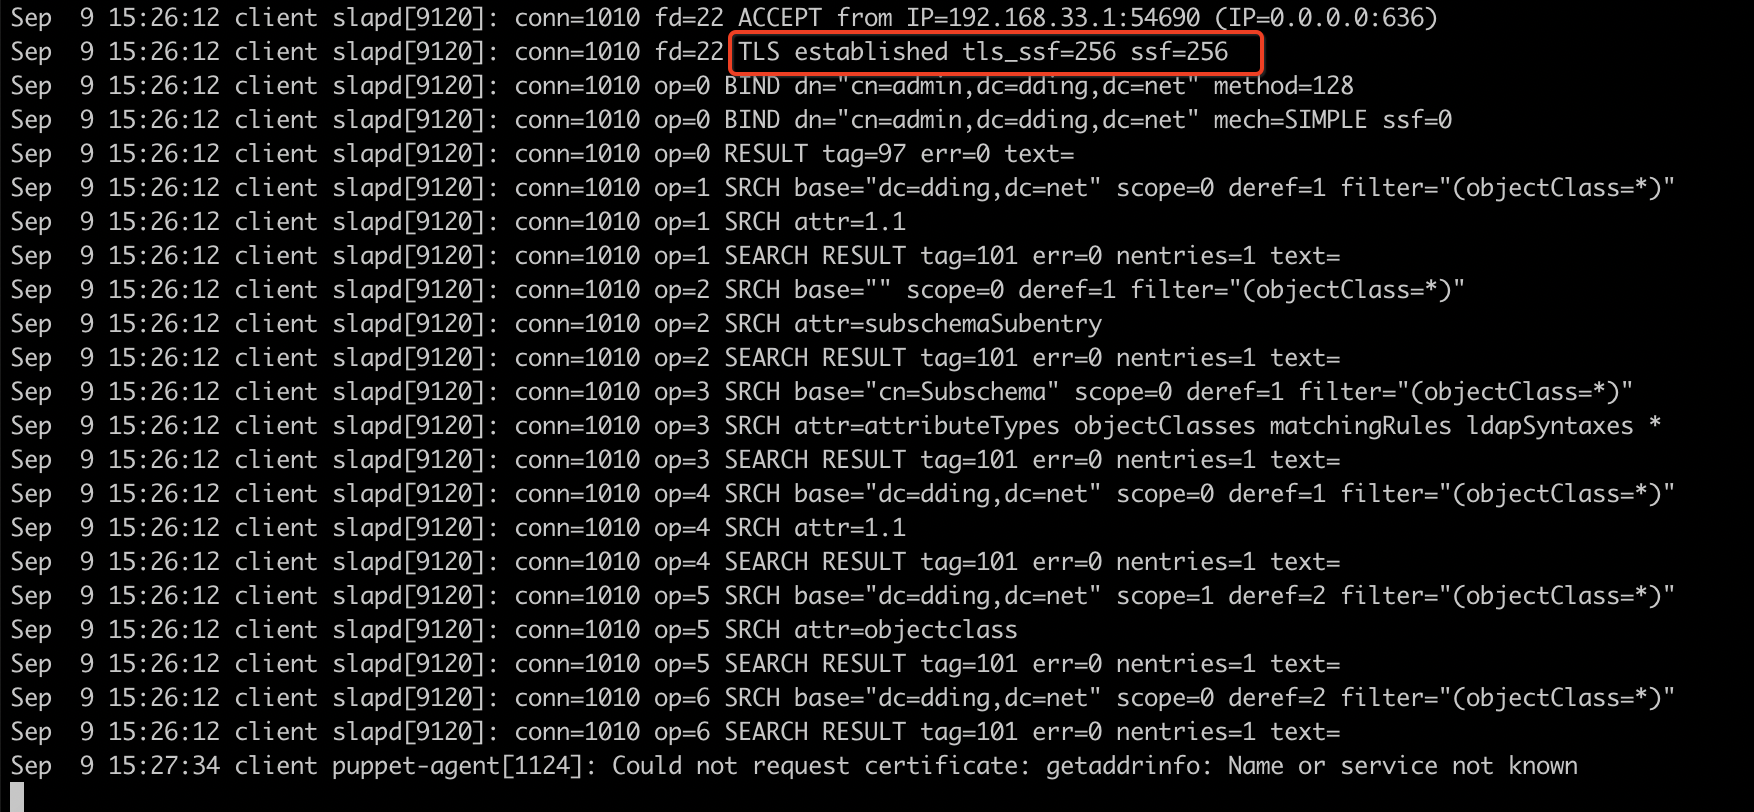 Sep  9 15:26:12 client slapd[9120]: conn=1010 fd=22 ACCEPT from IP=192.168.33.1:54690 (IP=0.0.0.0:636)
Sep  9 15:26:12 client slapd[9120]: conn=1010 fd=22 TLS established tls_ssf=256 ssf=256
Sep  9 15:26:12 client slapd[9120]: conn=1010 op=0 BIND dn="cn=admin,dc=dding,dc=net" method=128
Sep  9 15:26:12 client slapd[9120]: conn=1010 op=0 BIND dn="cn=admin,dc=dding,dc=net" mech=SIMPLE ssf=0
Sep  9 15:26:12 client slapd[9120]: conn=1010 op=0 RESULT tag=97 err=0 text=
Sep  9 15:26:12 client slapd[9120]: conn=1010 op=1 SRCH base="dc=dding,dc=net" scope=0 deref=1 filter="(objectClass=*)"
Sep  9 15:26:12 client slapd[9120]: conn=1010 op=1 SRCH attr=1.1
Sep  9 15:26:12 client slapd[9120]: conn=1010 op=1 SEARCH RESULT tag=101 err=0 nentries=1 text=
Sep  9 15:26:12 client slapd[9120]: conn=1010 op=2 SRCH base="" scope=0 deref=1 filter="(objectClass=*)"
Sep  9 15:26:12 client slapd[9120]: conn=1010 op=2 SRCH attr=subschemaSubentry
Sep  9 15:26:12 client slapd[9120]: conn=1010 op=2 SEARCH RESULT tag=101 err=0 nentries=1 text=
Sep  9 15:26:12 client slapd[9120]: conn=1010 op=3 SRCH base="cn=Subschema" scope=0 deref=1 filter="(objectClass=*)"
Sep  9 15:26:12 client slapd[9120]: conn=1010 op=3 SRCH attr=attributeTypes objectClasses matchingRules ldapSyntaxes *
Sep  9 15:26:12 client slapd[9120]: conn=1010 op=3 SEARCH RESULT tag=101 err=0 nentries=1 text=
Sep  9 15:26:12 client slapd[9120]: conn=1010 op=4 SRCH base="dc=dding,dc=net" scope=0 deref=1 filter="(objectClass=*)"
Sep  9 15:26:12 client slapd[9120]: conn=1010 op=4 SRCH attr=1.1
Sep  9 15:26:12 client slapd[9120]: conn=1010 op=4 SEARCH RESULT tag=101 err=0 nentries=1 text=
Sep  9 15:26:12 client slapd[9120]: conn=1010 op=5 SRCH base="dc=dding,dc=net" scope=1 deref=2 filter="(objectClass=*)"
Sep  9 15:26:12 client slapd[9120]: conn=1010 op=5 SRCH attr=objectclass
Sep  9 15:26:12 client slapd[9120]: conn=1010 op=5 SEARCH RESULT tag=101 err=0 nentries=1 text=
Sep  9 15:26:12 client slapd[9120]: conn=1010 op=6 SRCH base="dc=dding,dc=net" scope=0 deref=2 filter="(objectClass=*)"
Sep  9 15:26:12 client slapd[9120]: conn=1010 op=6 SEARCH RESULT tag=101 err=0 nentries=1 text=
Sep  9 15:27:34 client puppet-agent[1124]: Could not request certificate: getaddrinfo: Name or service not known